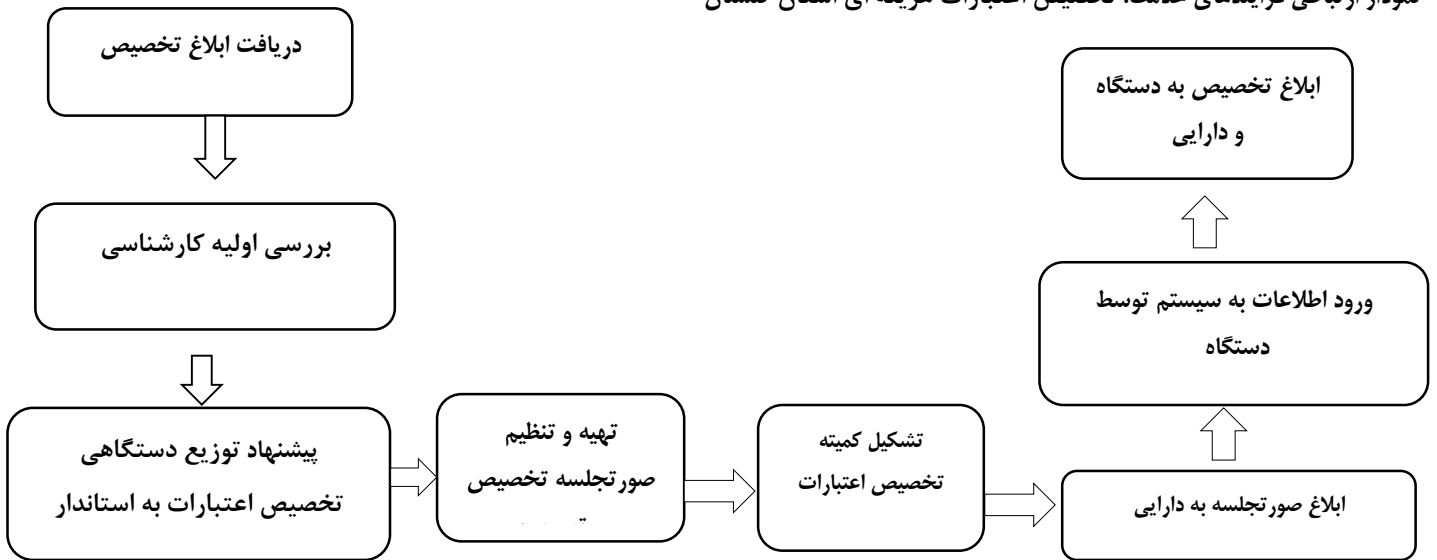 دریافت ابلاغ تخصیص
بررسی اولیه کارشناسی
پیشنهاد توزیع دستگاهی
تخصیص اعتبارات به استاندار
تهیه و تنظیم
صورتجلسه تخصیص
تشکیل کمیته
تخصیص اعتبارات
ابلاغ صورتجلسه به دارایی
ورود اطلاعات به سیستم توسط
دستگاه
ابلاغ تخصیص به دستگاه
و دارایی